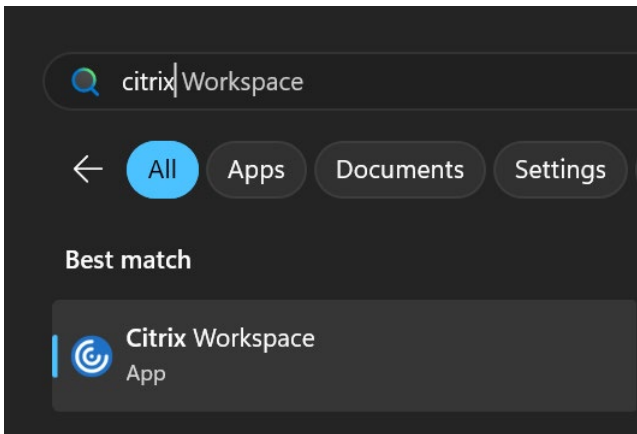 citrix Workspace
All Apps Documents Settings
Best match
Citrix Workspace
App